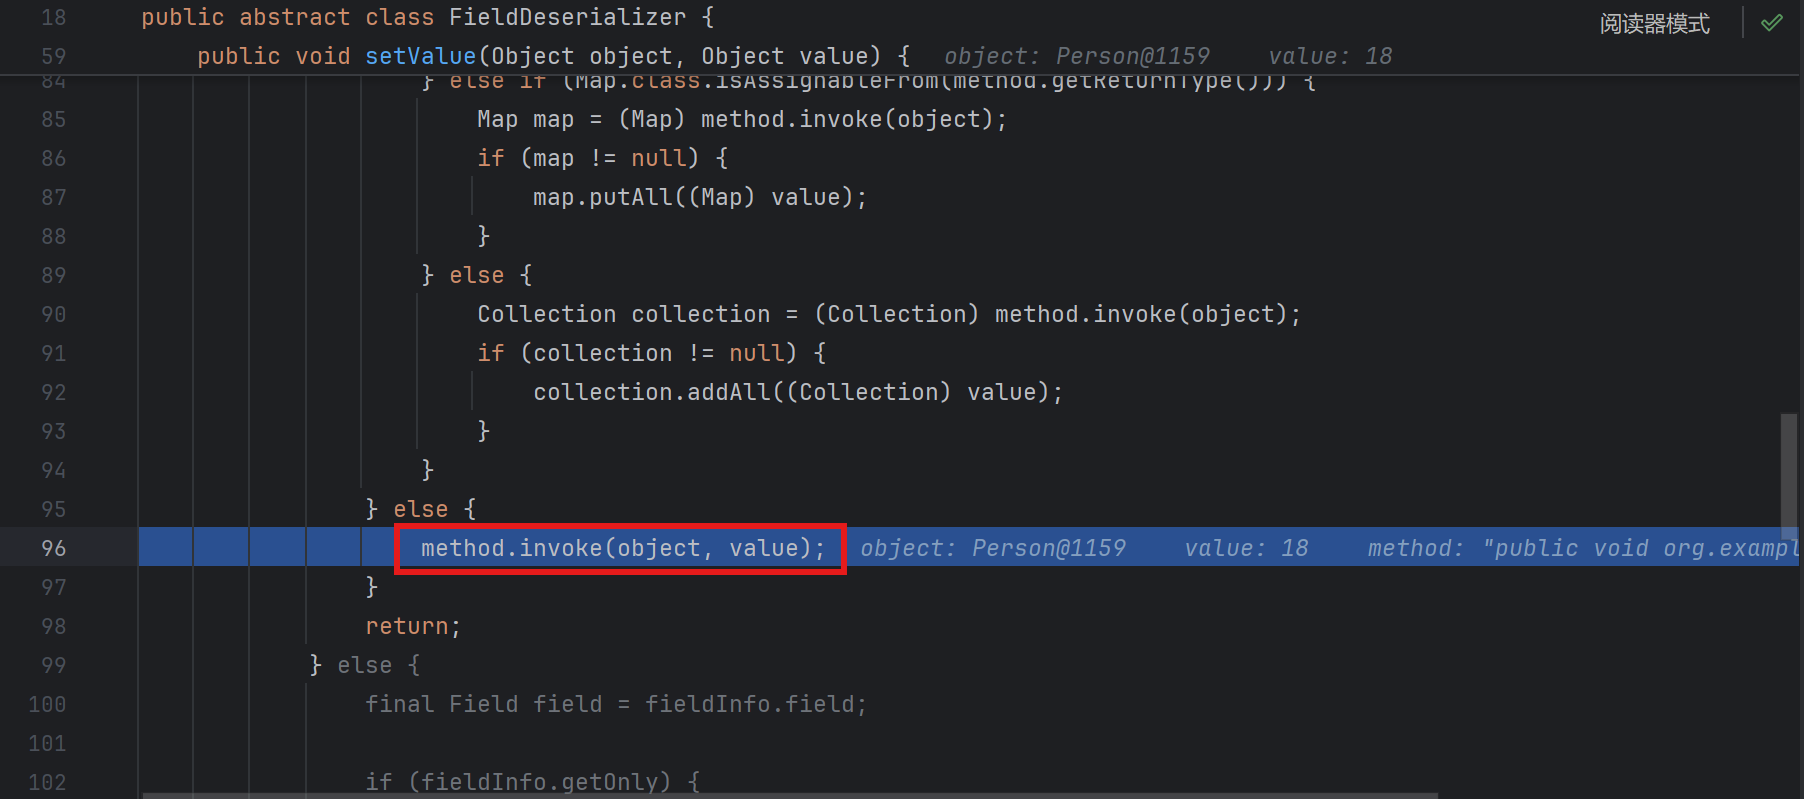 18 public abstract class FieldDeserializer { 阅读器模式
59 public void setValue(Object object, Object value) { object: Person@1159 value: 18
84 } else if (Map.class.isAssignableFrom(method.getReturnType())) {
85 Map map = (Map) method.invoke(object);
86 if (map != null) {
87 map.putAll((Map) value);
88 }
89 } else {
90 Collection collection = (Collection) method.invoke(object);
91 if (collection != null) {
92 collection.addAll((Collection) value);
93 }
94 }
95 } else {
96 method.invoke(object, value); object: Person@1159 value: 18 method: "public void org.exampl
97 }
98 return;
99 } else {
100 final Field field = fieldInfo.field;
101
102 if (fieldInfo.getOnly) {